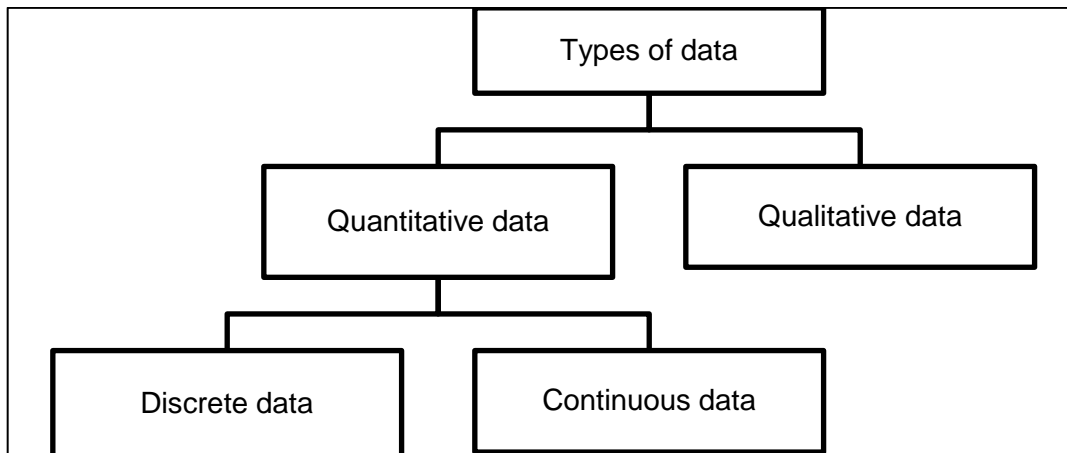 Types of data
Quantitative data
Qualitative data
Discrete data
Continuous data